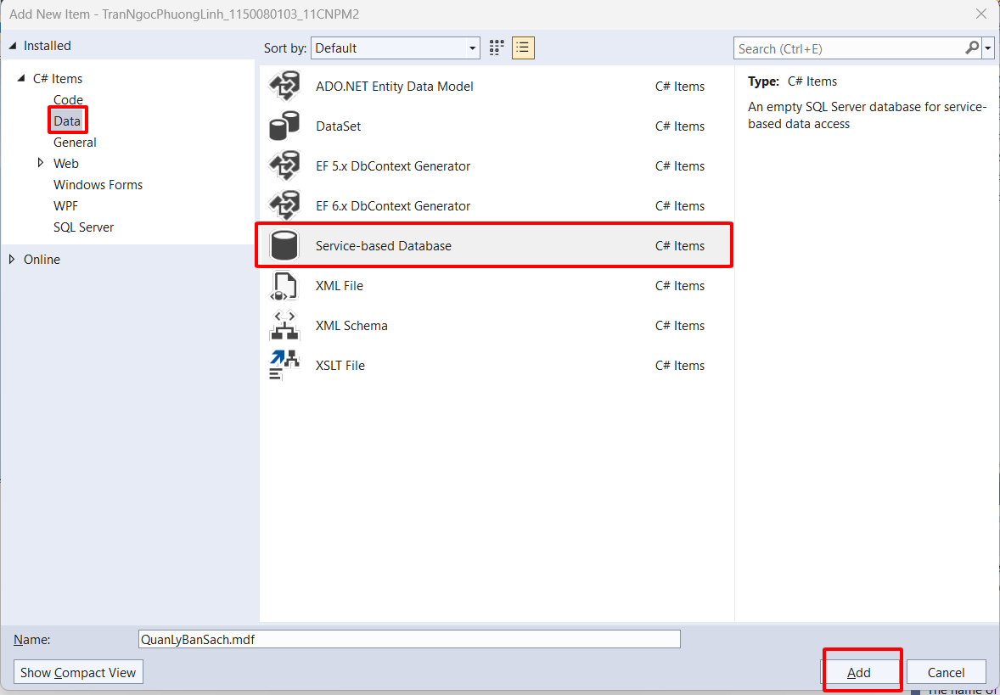 Add New Item - TranNgocPhuongLinh_1150080103_11CNPM2
Installed
Sort by: Default
Search (Ctrl+E)
C# Items
Code
Data
General
Web
Windows Forms
WPF
SQL Server
Online
ADO.NET Entity Data Model C# Items
DataSet C# Items
EF 5.x DbContext Generator C# Items
EF 6.x DbContext Generator C# Items
Service-based Database C# Items
XML File C# Items
XML Schema C# Items
XSLT File C# Items
Type: C# Items
An empty SQL Server database for service-
based data access
Name: QuanLyBanSach.mdf
Show Compact View
Add
Cancel
The name of